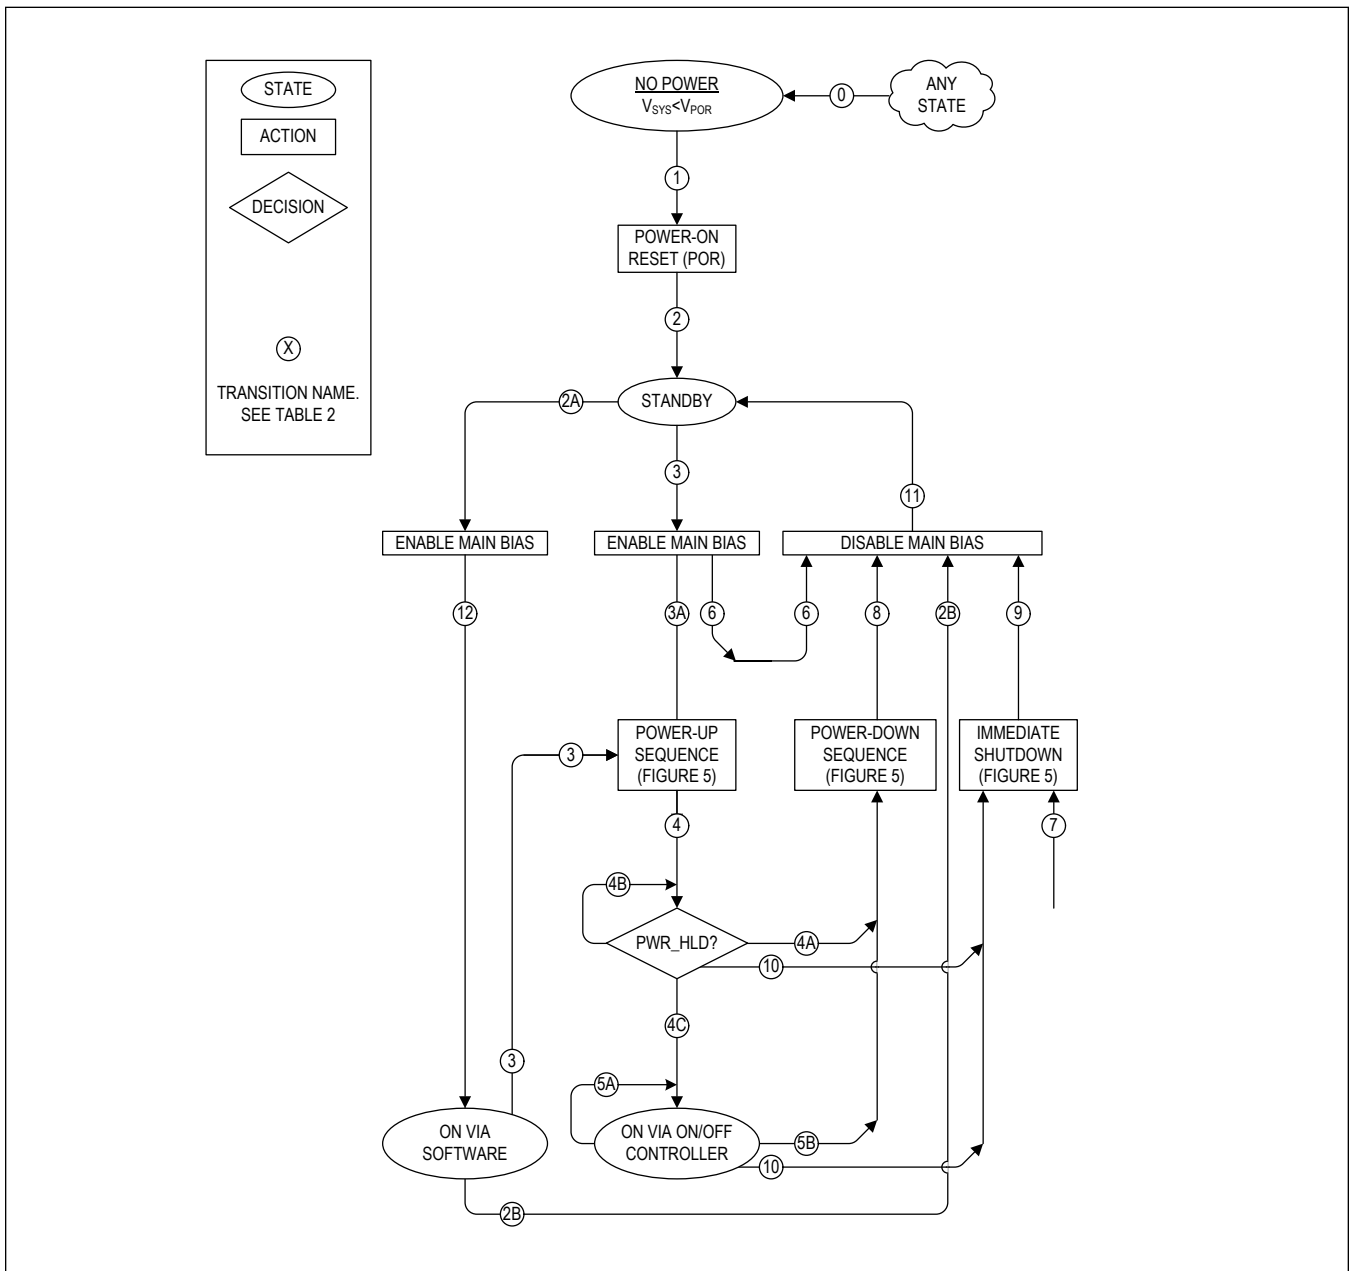 STATE
ACTION
DECISION
X
TRANSITION NAME.
SEE TABLE 2
NO POWER
VSYS<VPOR
0
ANY
STATE
1
POWER-ON
RESET (POR)
2
2A
STANDBY
3
11
ENABLE MAIN BIAS
ENABLE MAIN BIAS
DISABLE MAIN BIAS
12
3A
6
6
8
2B
9
3
POWER-UP
SEQUENCE
(FIGURE 5)
POWER-DOWN
SEQUENCE
(FIGURE 5)
IMMEDIATE
SHUTDOWN
(FIGURE 5)
4
7
4B
PWR_HLD?
4A
10
4C
3
5A
ON VIA
SOFTWARE
ON VIA ON/OFF
CONTROLLER
5B
10
2B